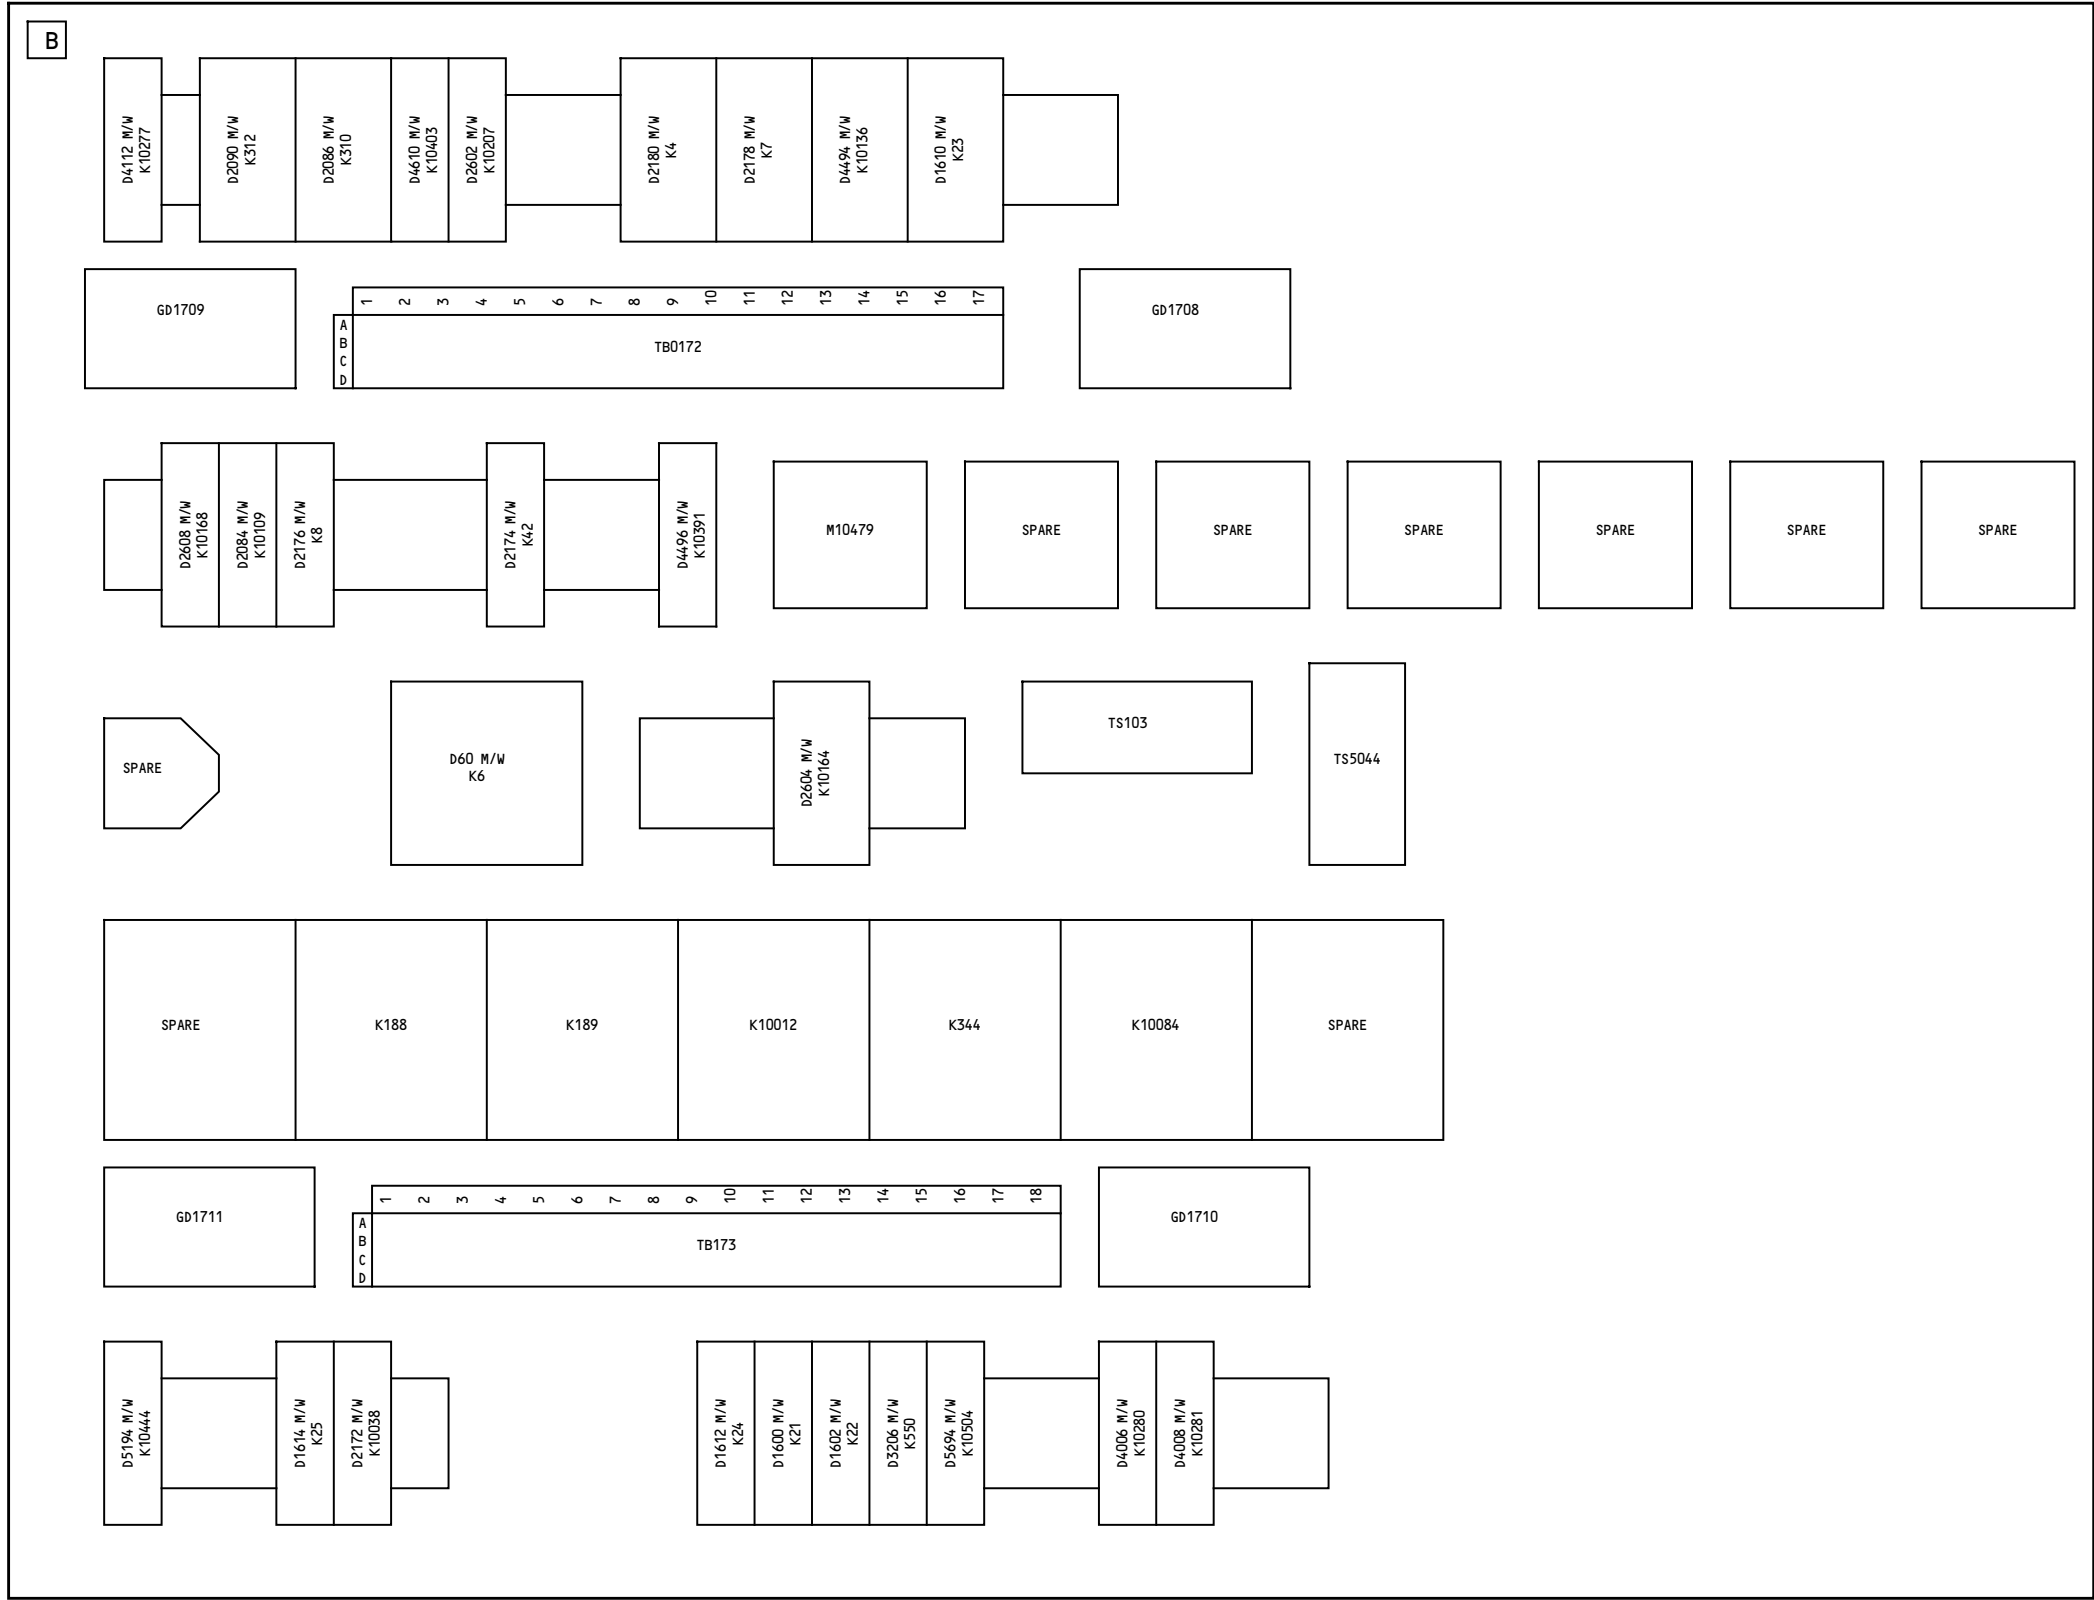 B
D4112 M/W
K10277
D2090 M/W
K312
D2086 M/W
K310
D4610 M/W
K10403
D2602 M/W
K10207
D2180 M/W
K4
D2178 M/W
K7
D4494 M/W
K10136
D1610 M/W
K23
GD1709
1 2 3 4 5 6 7 8 9 10 11 12 13 14 15 16 17
A
B
C
D
TB0172
GD1708
D2608 M/W
K10168
D2084 M/W
K10109
D2176 M/W
K8
D2174 M/W
K42
D4496 M/W
K10391
M10479
SPARE
SPARE
SPARE
SPARE
SPARE
SPARE
SPARE
D60 M/W
K6
D2604 M/W
K10164
TS103
TS5044
SPARE
K188
K189
K10012
K344
K10084
SPARE
GD1711
1 2 3 4 5 6 7 8 9 10 11 12 13 14 15 16 17 18
A
B
C
D
TB173
GD1710
D5194 M/W
K10444
D1614 M/W
K25
D2172 M/W
K10038
D1612 M/W
K24
D1600 M/W
K21
D1602 M/W
K22
D3206 M/W
K550
D5694 M/W
K10504
D4006 M/W
K10280
D4008 M/W
K10281